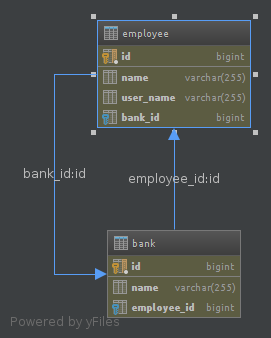 employee
id bigint
name varchar(255)
user_name varchar(255)
bank_id bigint
bank_id:id
employee_id:id
bank
id bigint
name varchar(255)
employee_id bigint
Powered by yFiles